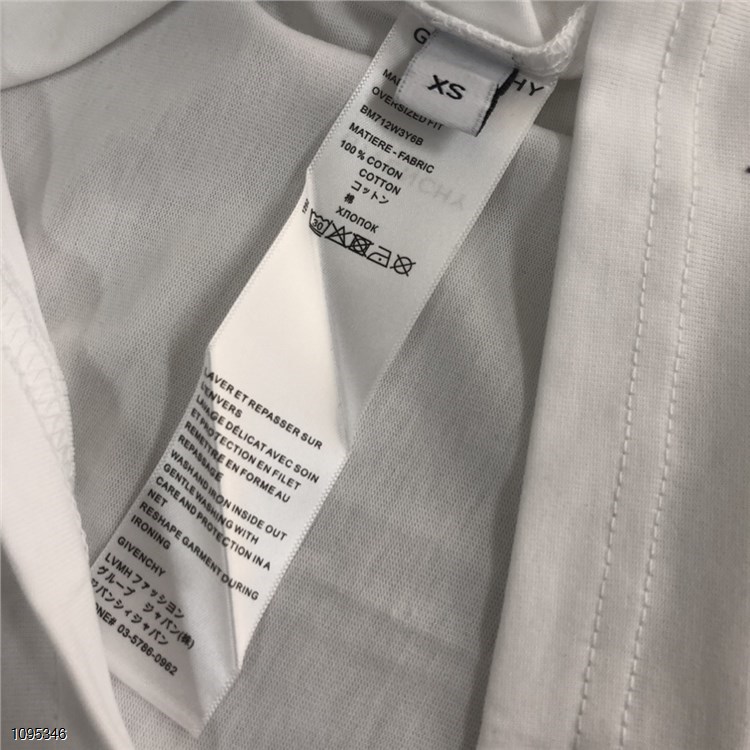 XS
OVERSIZED FIT
BM712W3Y6B
MATIERE - FABRIC
100 % COTON
COTTON
コットン
棉
ХЛОПОК
30
LAVER ET REPASSER SUR
L'ENVERS
LAVAGE DÉLICAT AVEC SOIN
ET PROTECTION EN FILET
REMETTRE EN FORME AU
REPASSAGE
WASH AND IRON INSIDE OUT
GENTLE WASHING WITH
CARE AND PROTECTION IN A
NET
RESHAPE GARMENT DURING
IRONING
GIVENCHY
LVMH ファッション
グループ ジャパン(株)
ジバンシィジャパン
03-5786-0962
1095346